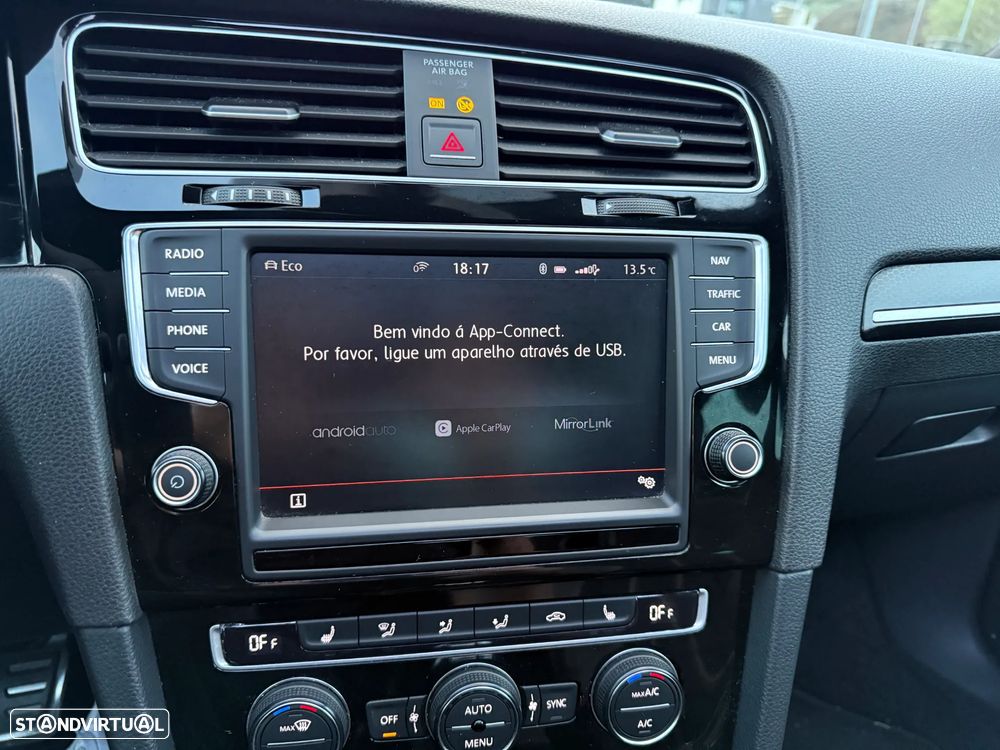 PASSENGER
AIR BAG
ON
RADIO
MEDIA
PHONE
VOICE
Eco
18:17
13.5 °C
Bem vindo á App-Connect.
Por favor, ligue um aparelho através de USB.
androidauto
Apple CarPlay
MirrorLink
i
NAV
TRAFFIC
CAR
MENU
OFF
OFF
MAX
OFF
AUTO
MENU
SYNC
MAX A/C
A/C
STANDVIRTUAL